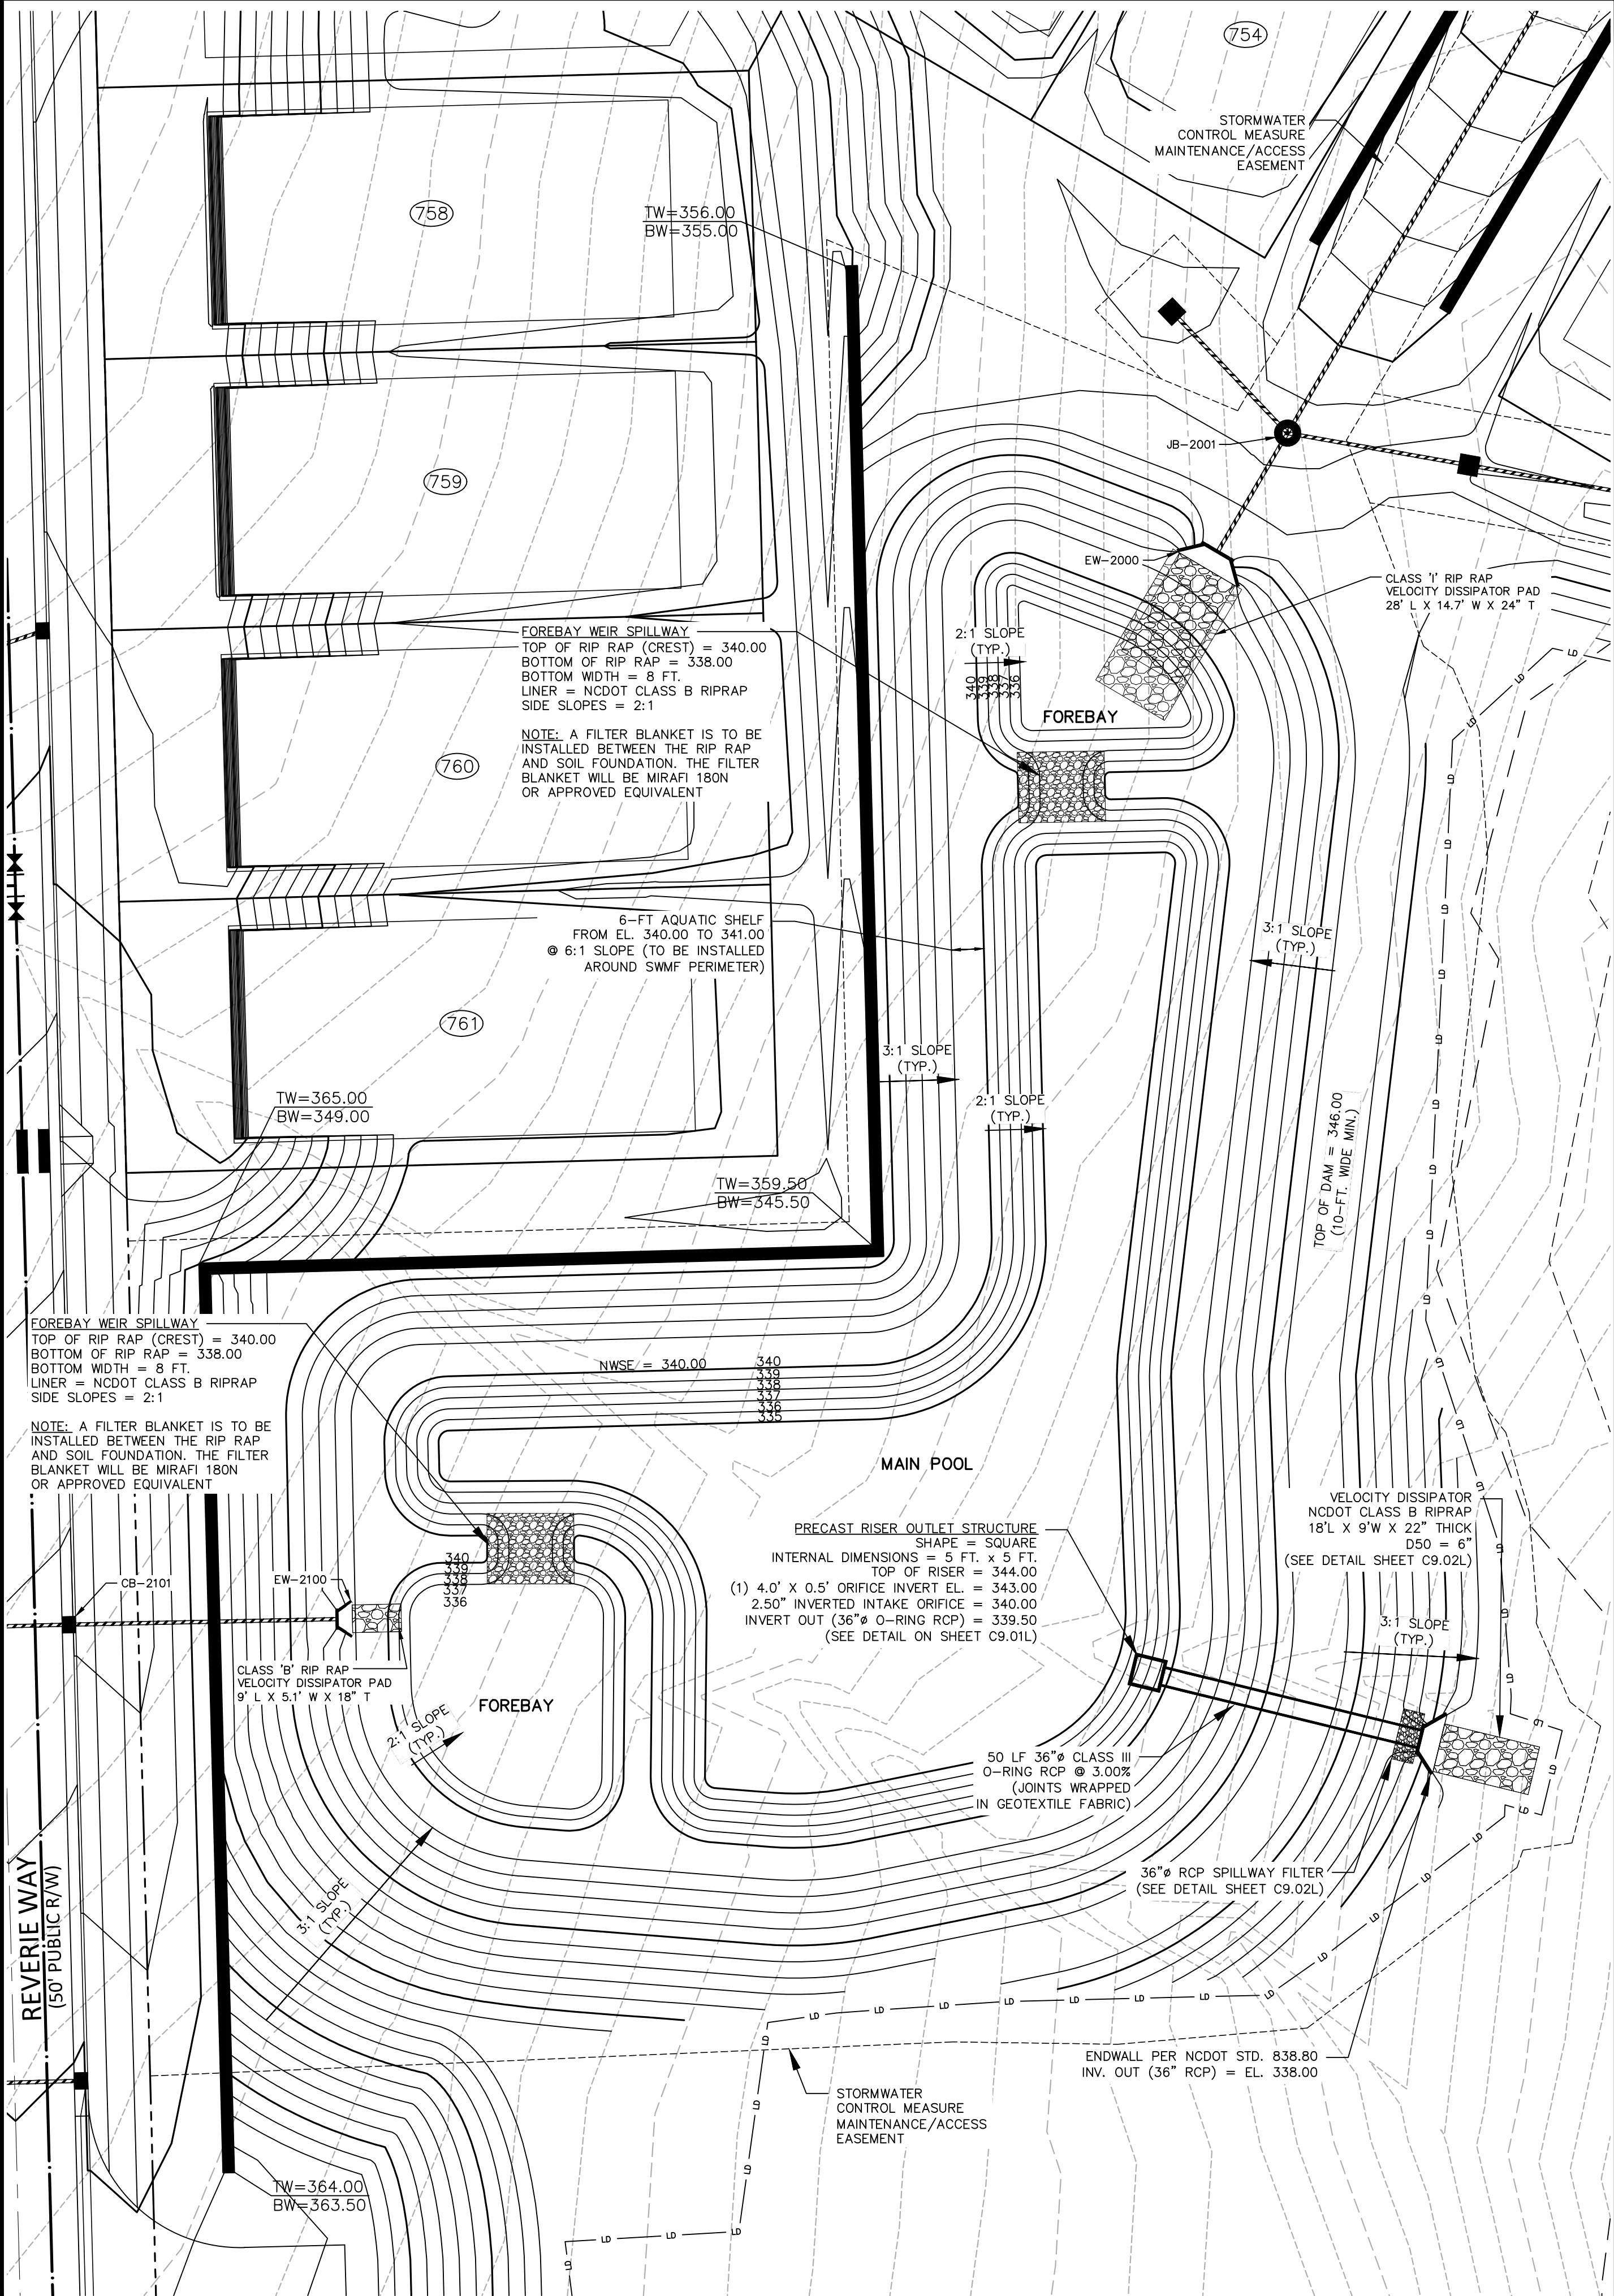 754
STORMWATER
CONTROL MEASURE
MAINTENANCE/ACCESS
EASEMENT
758
TW=356.00
BW=355.00
JB-2001
759
EW-2000
CLASS 'I' RIP RAP
VELOCITY DISSIPATOR PAD
28' L X 14.7' W X 24" T
FOREBAY WEIR SPILLWAY
TOP OF RIP RAP (CREST) = 340.00
BOTTOM OF RIP RAP = 338.00
BOTTOM WIDTH = 8 FT.
LINER = NCDOT CLASS B RIPRAP
SIDE SLOPES = 2:1
NOTE: A FILTER BLANKET IS TO BE
INSTALLED BETWEEN THE RIP RAP
AND SOIL FOUNDATION. THE FILTER
BLANKET WILL BE MIRAFI 180N
OR APPROVED EQUIVALENT
2:1 SLOPE
(TYP.)
340
339
338
337
336
FOREBAY
760
6-FT AQUATIC SHELF
FROM EL. 340.00 TO 341.00
@ 6:1 SLOPE (TO BE INSTALLED
AROUND SWMF PERIMETER)
3:1 SLOPE
(TYP.)
761
3:1 SLOPE
(TYP.)
2:1 SLOPE
(TYP.)
TW=365.00
BW=349.00
TOP OF DAM = 346.00
(10-FT. WIDE MIN.)
TW=359.50
BW=345.50
FOREBAY WEIR SPILLWAY
TOP OF RIP RAP (CREST) = 340.00
BOTTOM OF RIP RAP = 338.00
BOTTOM WIDTH = 8 FT.
LINER = NCDOT CLASS B RIPRAP
SIDE SLOPES = 2:1
NOTE: A FILTER BLANKET IS TO BE
INSTALLED BETWEEN THE RIP RAP
AND SOIL FOUNDATION. THE FILTER
BLANKET WILL BE MIRAFI 180N
OR APPROVED EQUIVALENT
NWSE = 340.00
340
339
338
337
336
335
MAIN POOL
PRECAST RISER OUTLET STRUCTURE
SHAPE = SQUARE
INTERNAL DIMENSIONS = 5 FT. x 5 FT.
TOP OF RISER = 344.00
(1) 4.0' X 0.5' ORIFICE INVERT EL. = 343.00
2.50" INVERTED INTAKE ORIFICE = 340.00
INVERT OUT (36"ø O-RING RCP) = 339.50
(SEE DETAIL ON SHEET C9.01L)
VELOCITY DISSIPATOR
NCDOT CLASS B RIPRAP
18'L X 9'W X 22" THICK
D50 = 6"
(SEE DETAIL SHEET C9.02L)
3:1 SLOPE
(TYP.)
340
339
338
337
336
CB-2101
EW-2100
CLASS 'B' RIP RAP
VELOCITY DISSIPATOR PAD
9' L X 5.1' W X 18" T
FOREBAY
2:1 SLOPE
(TYP.)
50 LF 36"ø CLASS III
O-RING RCP @ 3.00%
(JOINTS WRAPPED
IN GEOTEXTILE FABRIC)
36"ø RCP SPILLWAY FILTER
(SEE DETAIL SHEET C9.02L)
3:1 SLOPE
(TYP.)
REVERIE WAY
(50' PUBLIC R/W)
LD LD LD LD LD LD LD LD
ENDWALL PER NCDOT STD. 838.80
INV. OUT (36" RCP) = EL. 338.00
STORMWATER
CONTROL MEASURE
MAINTENANCE/ACCESS
EASEMENT
TW=364.00
BW=363.50
LD LD LD